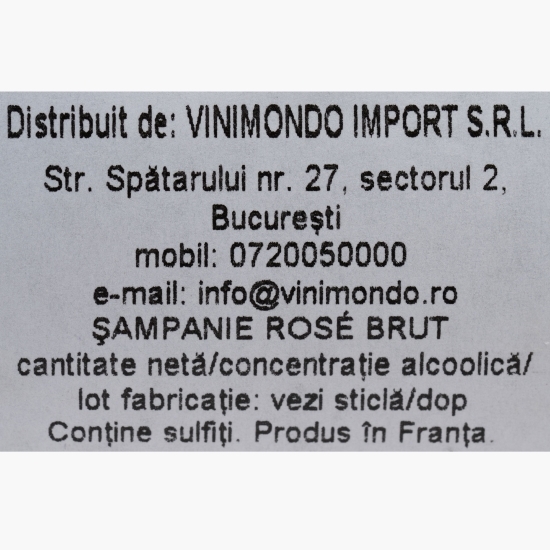 Distribuit de: VINIMONDO IMPORT S.R.L.
Str. Spătarului nr. 27, sectorul 2,
București
mobil: 0720050000
e-mail: info@vinimondo.ro
ŞAMPANIE ROSÉ BRUT
cantitate netă/concentrație alcoolică/
lot fabricație: vezi sticlă/dop
Conține sulfiți. Produs în Franța.